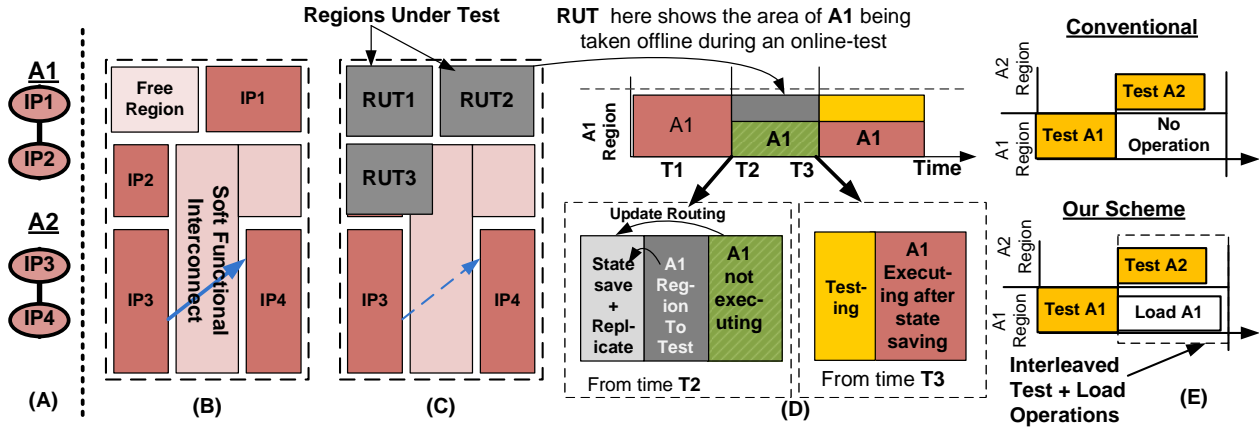 A1
IP1
IP2
A2
IP3
IP4
(A)
Free
Region
IP1
IP2
Soft Functional
Interconnect
IP3
IP4
(B)
Regions Under Test
RUT1
RUT2
RUT3
IP3
IP4
(C)
RUT here shows the area of A1 being
taken offline during an online-test
A1
Region
A1
A1
A1
T1
T2
T3
Time
Update Routing
State
save
+
Repl-
icate
A1
Reg-
ion
To
Test
A1
not
exec-
uting
From time T2
Test-
ing
A1
Execut-
ing after
state
saving
From time T3
(D)
Conventional
A2
Region
A1
Region
Test A2
Test A1
No
Operation
Our Scheme
A2
Region
A1
Region
Test A2
Test A1
Load A1
Interleaved
Test + Load
Operations
(E)